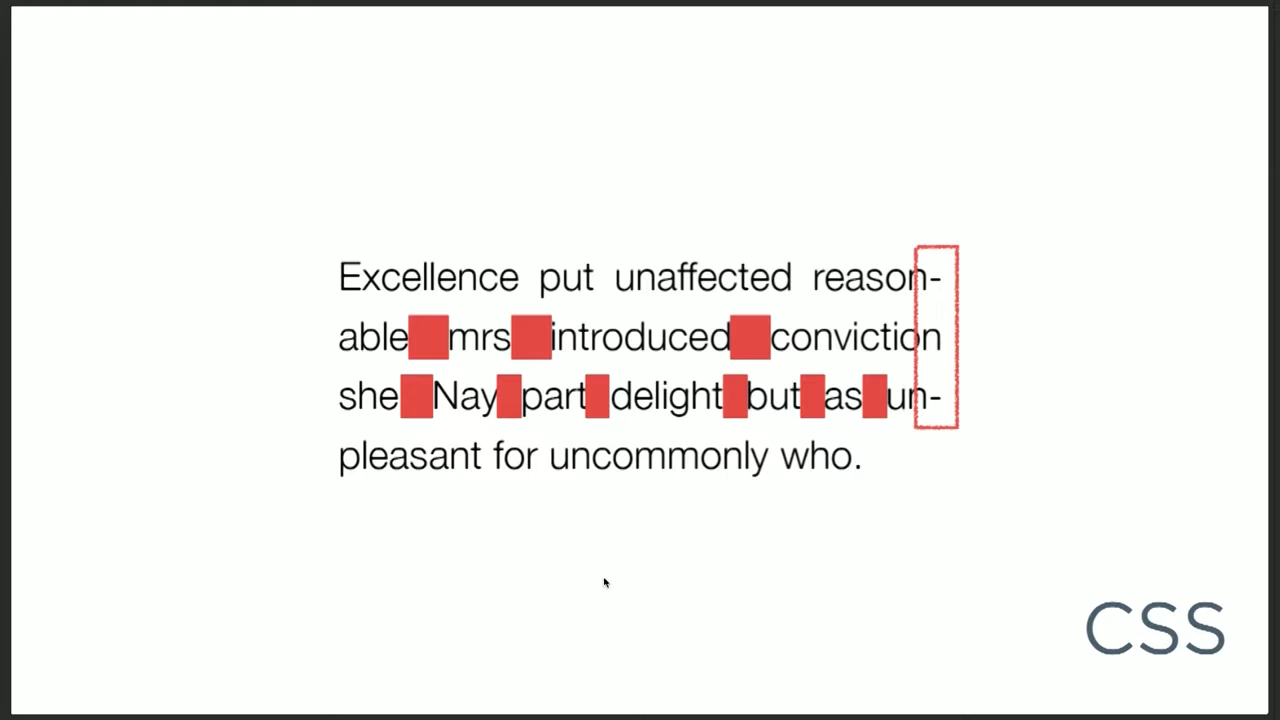 Excellence put unaffected reason-
able mrs introduced conviction
she Nay part delight but as un-
pleasant for uncommonly who.
CSS